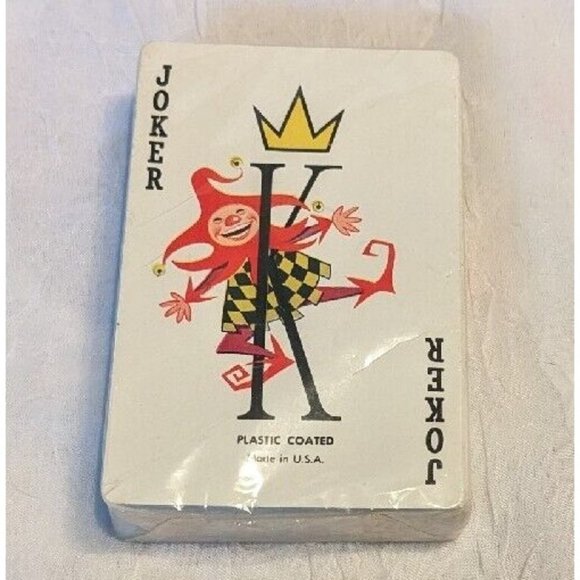 JOKER
K
PLASTIC COATED
Made in U.S.A.
JOKER